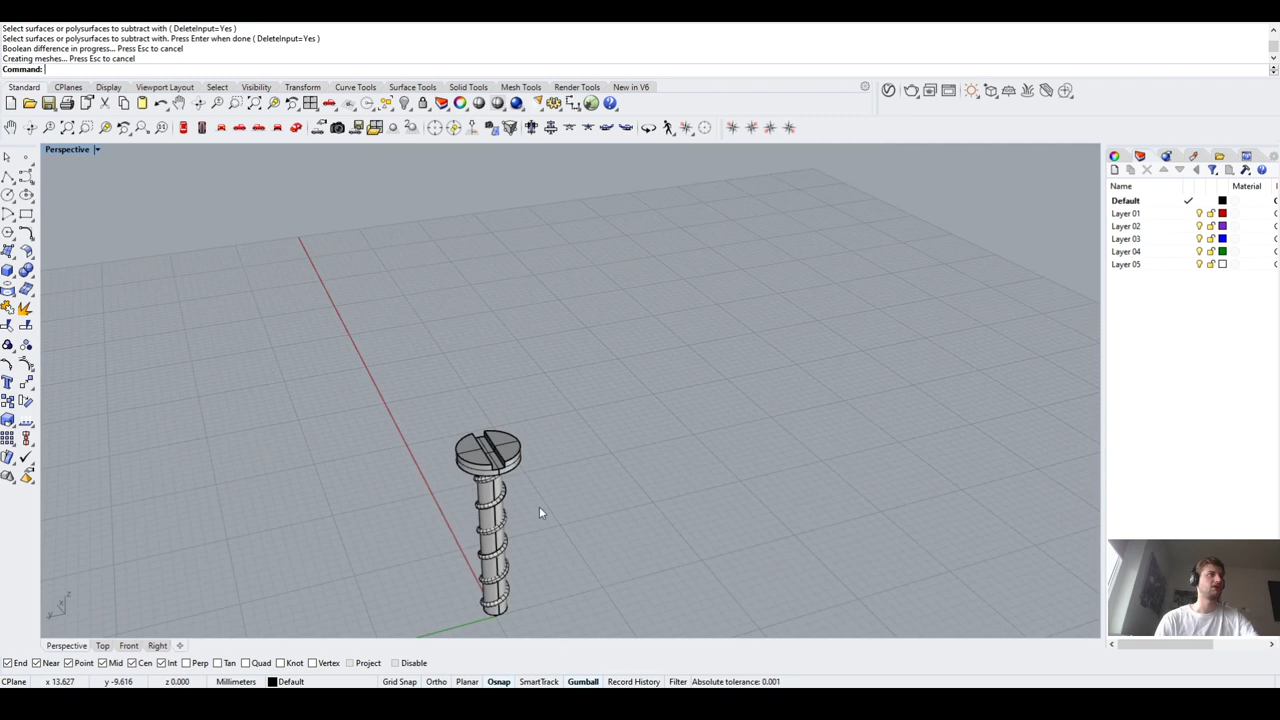 Select surfaces or polysurfaces to subtract with ( DeleteInput=Yes )
Select surfaces or polysurfaces to subtract with. Press Enter when done ( DeleteInput=Yes )
Boolean difference in progress... Press Esc to cancel
Creating meshes... Press Esc to cancel
Command:
Standard CPlanes Display Viewport Layout Select Visibility Transform Curve Tools Surface Tools Solid Tools Mesh Tools Render Tools New in V6
Perspective
Name Material
Default
Layer 01
Layer 02
Layer 03
Layer 04
Layer 05
z
x
y
Perspective Top Front Right
End Near Point Mid Cen Int Perp Tan Quad Knot Vertex Project Disable
CPlane x 13.627 y -9.616 z 0.000 Millimeters Default Grid Snap Ortho Planar Osnap SmartTrack Gumball Record History Filter Absolute tolerance: 0.001